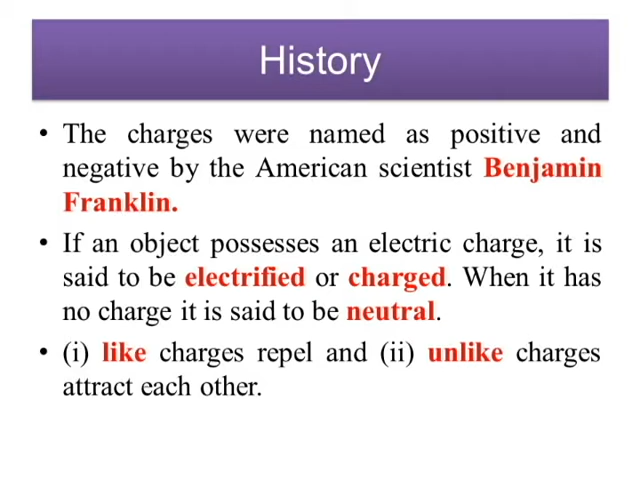 History
• The charges were named as positive and
negative by the American scientist Benjamin
Franklin.
• If an object possesses an electric charge, it is
said to be electrified or charged. When it has
no charge it is said to be neutral.
• (i) like charges repel and (ii) unlike charges
attract each other.